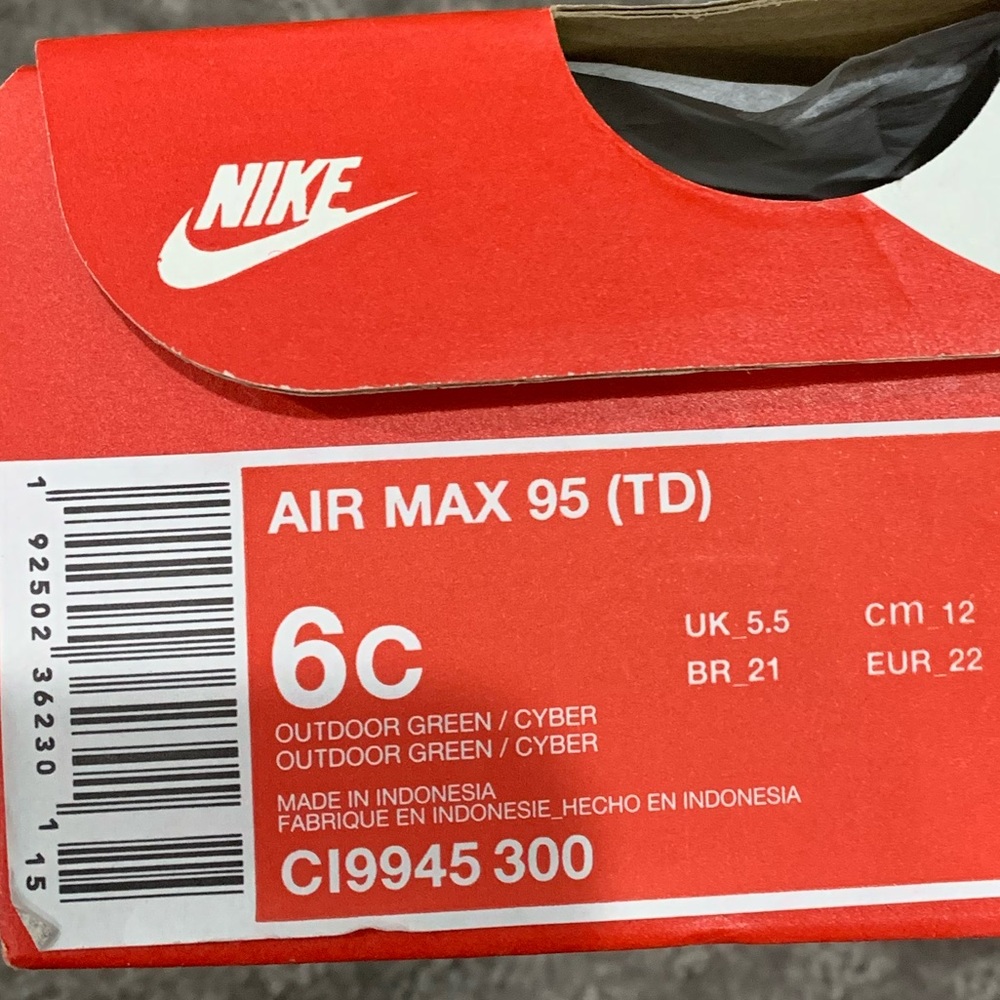 NIKE
AIR MAX 95 (TD)
6C
UK_5.5
cm_12
BR_21
EUR_22
OUTDOOR GREEN / CYBER
OUTDOOR GREEN / CYBER
MADE IN INDONESIA
FABRIQUE EN INDONESIE_HECHO EN INDONESIA
CI9945 300
1 92502 36230 1 15